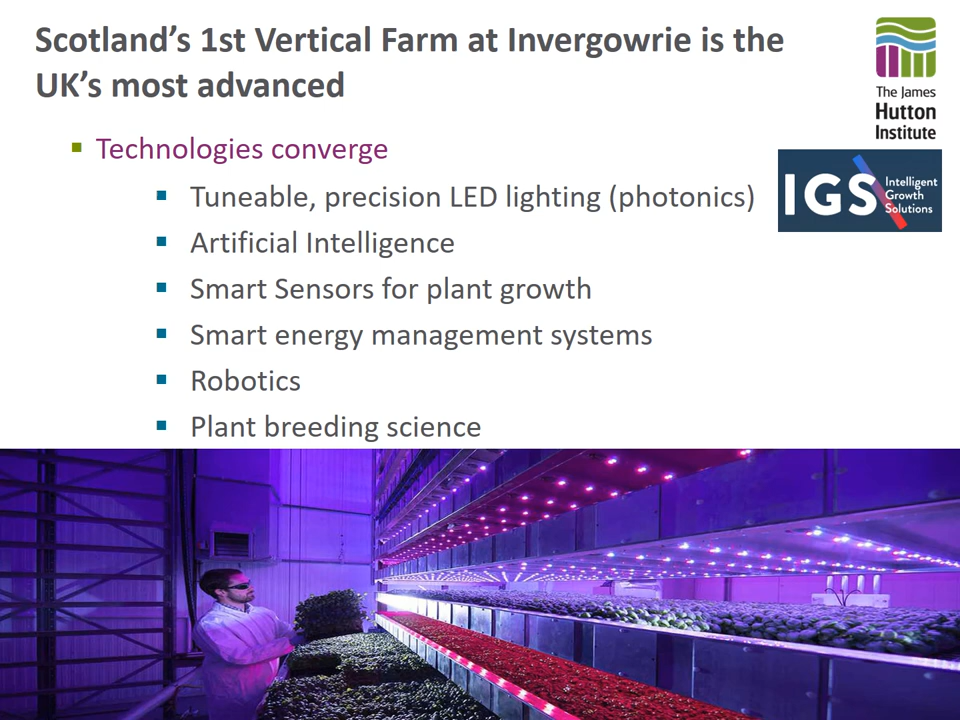 Scotland’s 1st Vertical Farm at Invergowrie is the
UK’s most advanced
The James
Hutton
Institute
Technologies converge
IGS Intelligent
Growth
Solutions
Tuneable, precision LED lighting (photonics)
Artificial Intelligence
Smart Sensors for plant growth
Smart energy management systems
Robotics
Plant breeding science